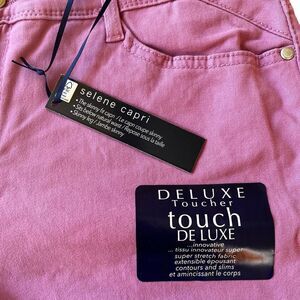 selene capri
• The skinny fit capri / Le capri coupe skinny
• Sits below natural waist / Repose sous la taille
• Skinny leg / Jambe skinny
DELUXE
Toucher
touch
DE LUXE
...innovative
... tissu innovateur super
super stretch fabric
extensible épousant
contours and slims
et amincissant le corps